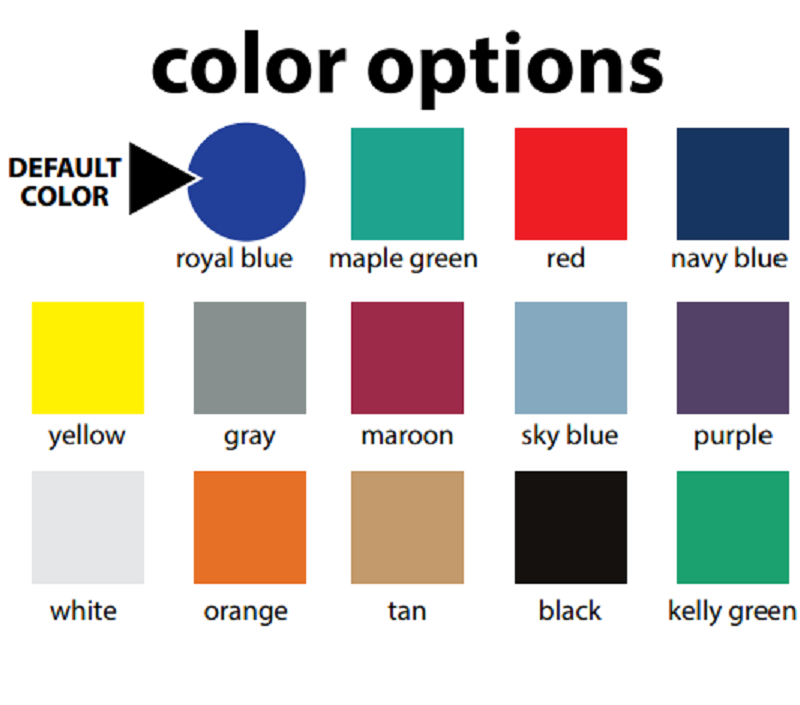 color options
DEFAULT
COLOR
royal blue
maple green
red
navy blue
yellow
gray
maroon
sky blue
purple
white
orange
tan
black
kelly green